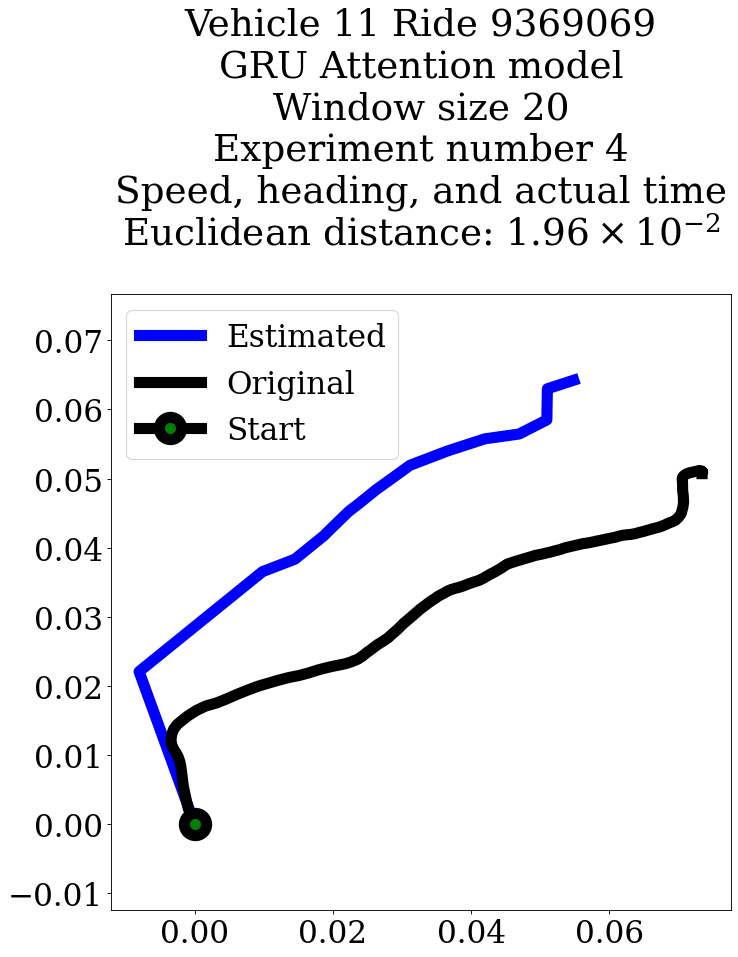 Vehicle 11 Ride 9369069
GRU Attention model
Window size 20
Experiment number 4
Speed, heading, and actual time
Euclidean distance: 1.96 × 10⁻²
Estimated
Original
Start
0.07
0.06
0.05
0.04
0.03
0.02
0.01
0.00
−0.01
0.00 0.02 0.04 0.06